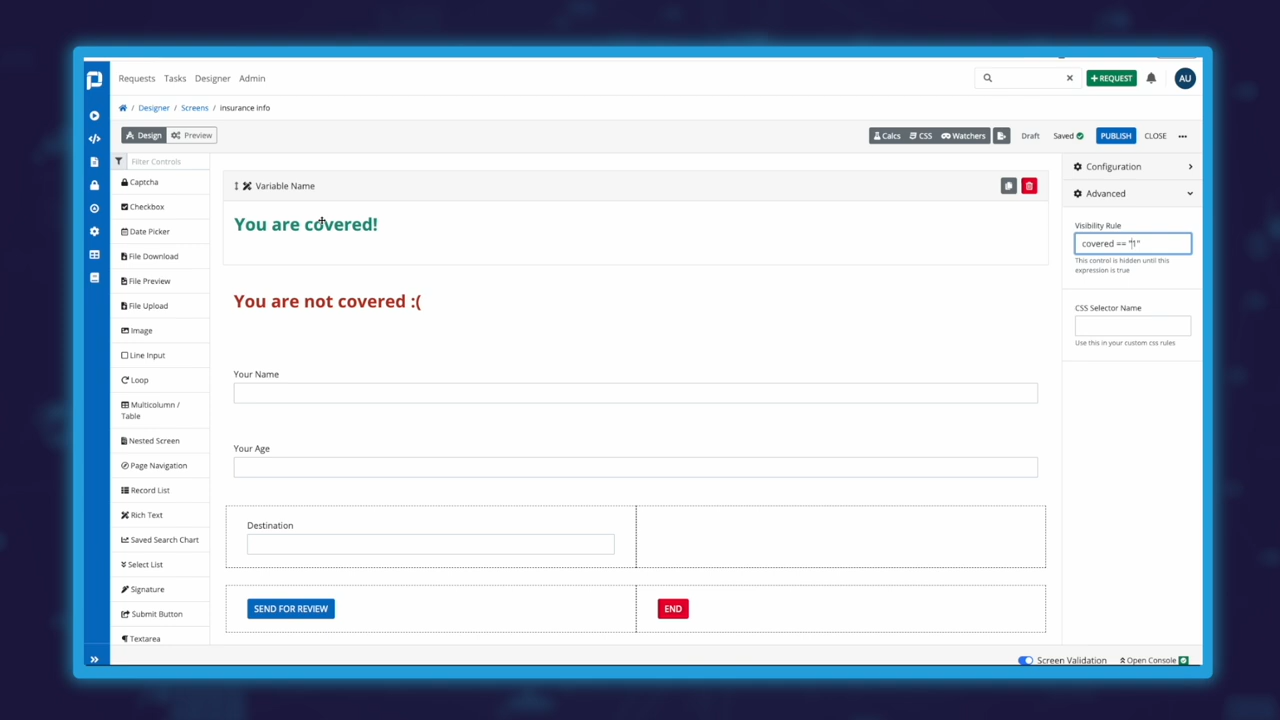 Requests Tasks Designer Admin
+ REQUEST
AU
/ Designer / Screens / insurance info
Design Preview
Calcs CSS Watchers
Draft Saved PUBLISH CLOSE
Filter Controls
Captcha
Checkbox
Date Picker
File Download
File Preview
File Upload
Image
Line Input
Loop
Multicolumn /
Table
Nested Screen
Page Navigation
Record List
Rich Text
Saved Search Chart
Select List
Signature
Submit Button
Textarea
Variable Name
You are covered!
You are not covered :(
Your Name
Your Age
Destination
SEND FOR REVIEW
END
Configuration
Advanced
Visibility Rule
covered == "1"
This control is hidden until this
expression is true
CSS Selector Name
Use this in your custom css rules
Screen Validation Open Console